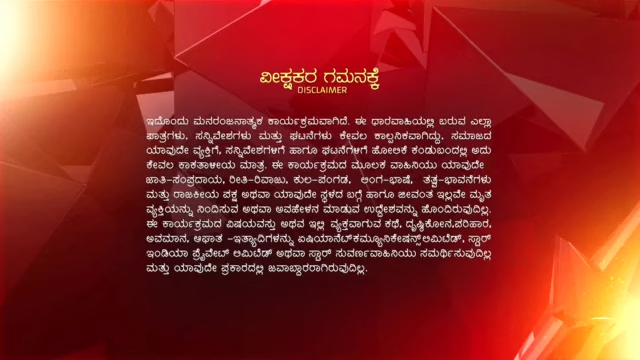 ವೀಕ್ಷಕರ ಗಮನಕ್ಕೆ
DISCLAIMER
ಇದೊಂದು ಮನರಂಜನಾತ್ಮಕ ಕಾರ್ಯಕ್ರಮವಾಗಿದೆ. ಈ ಧಾರವಾಹಿಯಲ್ಲಿ ಬರುವ ಎಲ್ಲಾ
ಪಾತ್ರಗಳು, ಸನ್ನಿವೇಶಗಳು ಮತ್ತು ಘಟನೆಗಳು ಕೇವಲ ಕಾಲ್ಪನಿಕವಾಗಿದ್ದು, ಸಮಾಜದ
ಯಾವುದೇ ವ್ಯಕ್ತಿಗೆ, ಸನ್ನಿವೇಶಗಳಿಗೆ ಹಾಗೂ ಘಟನೆಗಳಿಗೆ ಹೋಲಿಕೆ ಕಂಡುಬಂದಲ್ಲಿ ಅದು
ಕೇವಲ ಕಾಕತಾಳೀಯ ಮಾತ್ರ. ಈ ಕಾರ್ಯಕ್ರಮದ ಮೂಲಕ ವಾಹಿನಿಯು ಯಾವುದೇ
ಜಾತಿ-ಸಂಪ್ರದಾಯ, ರೀತಿ-ರಿವಾಜು, ಕುಲ-ಪಂಗಡ, ಲಿಂಗ-ಭಾಷೆ, ತತ್ವ-ಭಾವನೆಗಳು
ಮತ್ತು ರಾಜಕೀಯ ಪಕ್ಷ ಅಥವಾ ಯಾವುದೇ ಸ್ಥಳದ ಬಗ್ಗೆ ಹಾಗೂ ಜೀವಂತ ಇಲ್ಲವೇ ಮೃತ
ವ್ಯಕ್ತಿಯನ್ನು ನಿಂದಿಸುವ ಅಥವಾ ಅವಹೇಳನ ಮಾಡುವ ಉದ್ದೇಶವನ್ನು ಹೊಂದಿರುವುದಿಲ್ಲ.
ಈ ಕಾರ್ಯಕ್ರಮದ ವಿಷಯವಸ್ತು ಅಥವ ಇಲ್ಲಿ ವ್ಯಕ್ತವಾಗುವ ಕಥೆ, ದೃಷ್ಟಿಕೋನ,ಪರಿಹಾರ,
ಅವಮಾನ, ಆಘಾತ -ಇತ್ಯಾದಿಗಳನ್ನು ಏಷಿಯಾನೆಟ್‌ಕಮ್ಯೂನಿಕೇಷನ್ಸ್ ಲಿಮಿಟೆಡ್, ಸ್ಟಾರ್
ಇಂಡಿಯಾ ಪ್ರೈವೇಟ್ ಲಿಮಿಟೆಡ್ ಅಥವಾ ಸ್ಟಾರ್ ಸುವರ್ಣವಾಹಿನಿಯು ಸಮರ್ಥಿಸುವುದಿಲ್ಲ
ಮತ್ತು ಯಾವುದೇ ಪ್ರಕಾರದಲ್ಲಿ ಜವಾಬ್ದಾರರಾಗಿರುವುದಿಲ್ಲ.